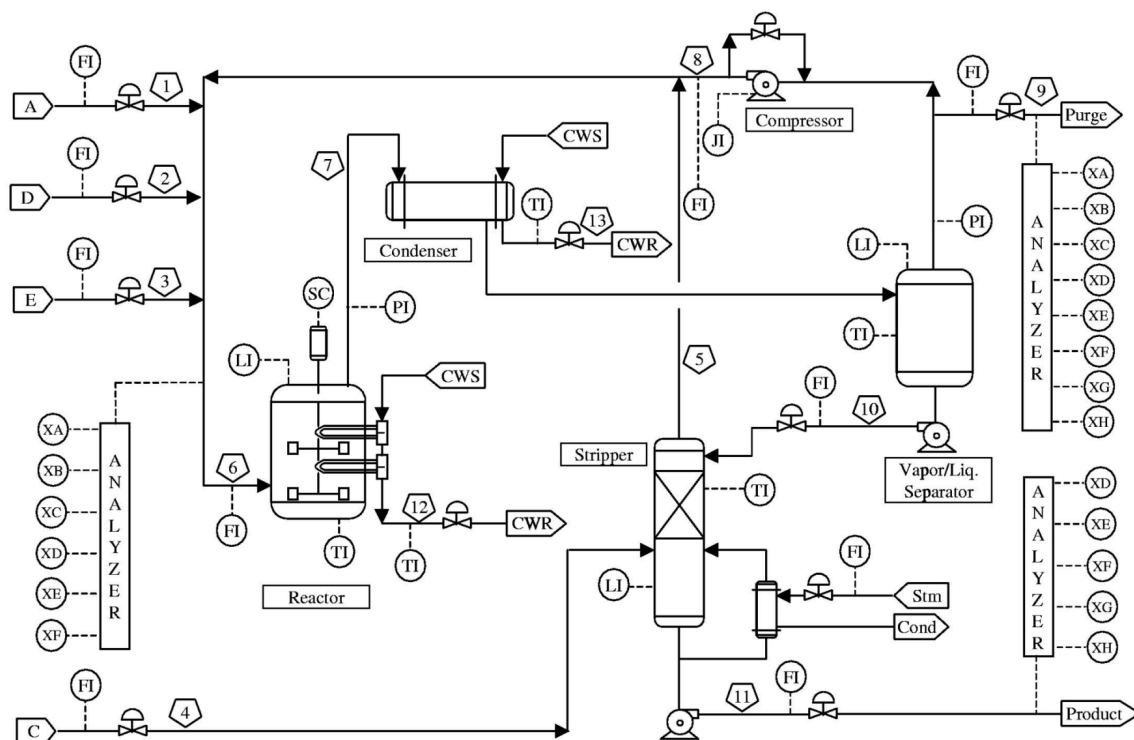 FI
1
A
FI
2
D
FI
3
E
8
FI
9
Purge
JI
Compressor
FI
7
CWS
TI
13
CWR
Condenser
SC
PI
LI
CWS
LI
PI
TI
5
FI
10
Vapor/Liq.
Separator
XA
XB
XC
XD
XE
XF
XG
XH
ANALYZER
XA
XB
XC
XD
XE
XF
ANALYZER
6
FI
TI
12
TI
CWR
Reactor
Stripper
TI
LI
FI
Stm
Cond
XD
XE
XF
XG
XH
ANALYZER
FI
4
C
11
FI
Product